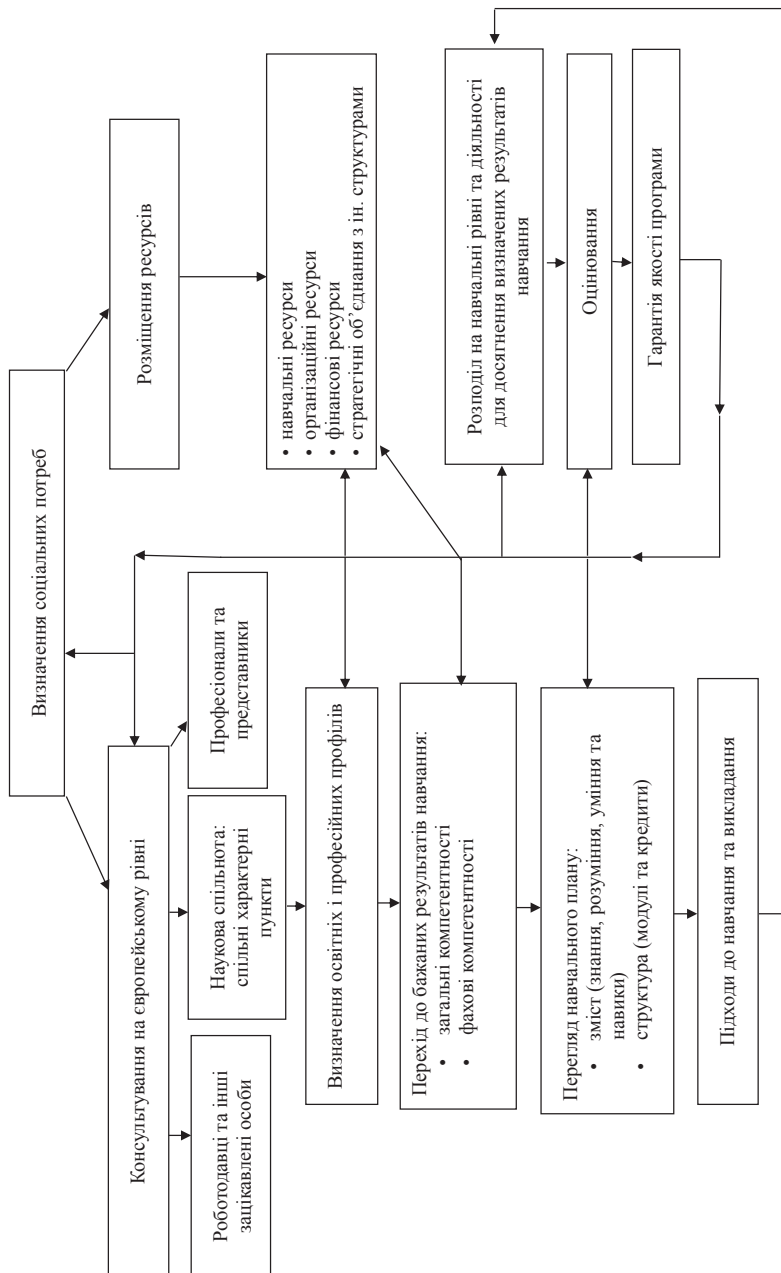 Визначення соціальних потреб
Консультування на європейському рівні
Розміщення ресурсів
Роботодавці та інші
зацікавлені особи
Наукова спільнота:
спільні характерні
пункти
Професіонали та
представники
• навчальні ресурси
• організаційні ресурси
• фінансові ресурси
• стратегічні об’єднання з ін. структурами
Визначення освітніх і професійних профілів
Перехід до бажаних результатів навчання:
• загальні компетентності
• фахові компетентності
Перегляд навчального плану:
• зміст (знання, розуміння, уміння та
навики)
• структура (модулі та кредити)
Підходи до навчання та викладання
Розподіл на навчальні рівні та діяльності
для досягнення визначених результатів
навчання
Оцінювання
Гарантія якості програми